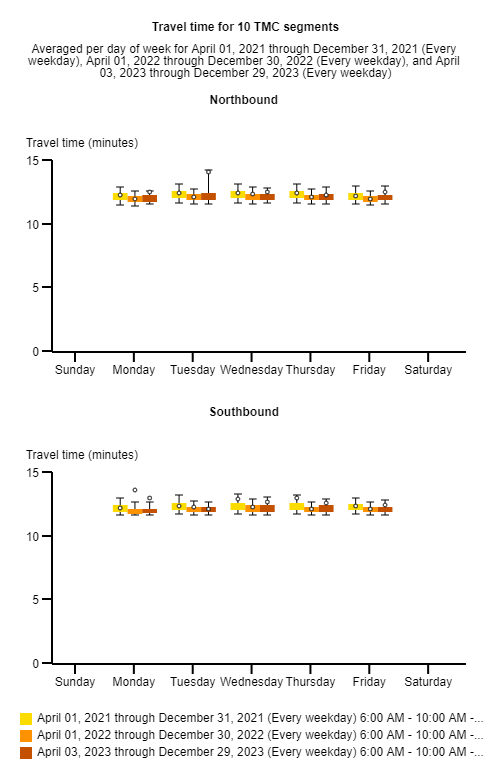 Travel time for 10 TMC segments
Averaged per day of week for April 01, 2021 through December 31, 2021 (Every
weekday), April 01, 2022 through December 30, 2022 (Every weekday), and April
03, 2023 through December 29, 2023 (Every weekday)
Northbound
Travel time (minutes)
15
10
5
0
Sunday Monday Tuesday Wednesday Thursday Friday Saturday
Southbound
Travel time (minutes)
15
10
5
0
Sunday Monday Tuesday Wednesday Thursday Friday Saturday
April 01, 2021 through December 31, 2021 (Every weekday) 6:00 AM - 10:00 AM -...
April 01, 2022 through December 30, 2022 (Every weekday) 6:00 AM - 10:00 AM -...
April 03, 2023 through December 29, 2023 (Every weekday) 6:00 AM - 10:00 AM -...